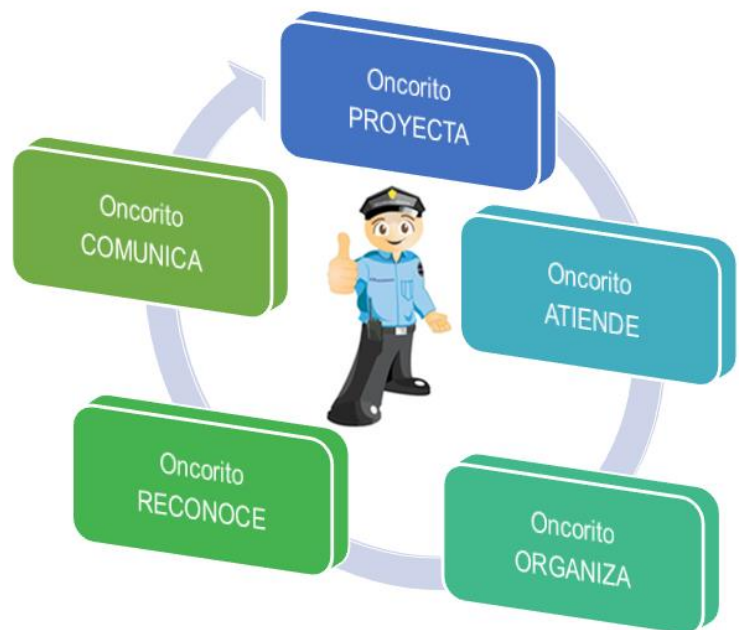 Oncorito
PROYECTA
Oncorito
ATIENDE
Oncorito
ORGANIZA
Oncorito
RECONOCE
Oncorito
COMUNICA